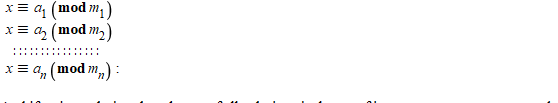 x ≡ a₁ (mod m₁)
x ≡ a₂ (mod m₂)
::::::::::::::::
x ≡ aₙ (mod mₙ) :